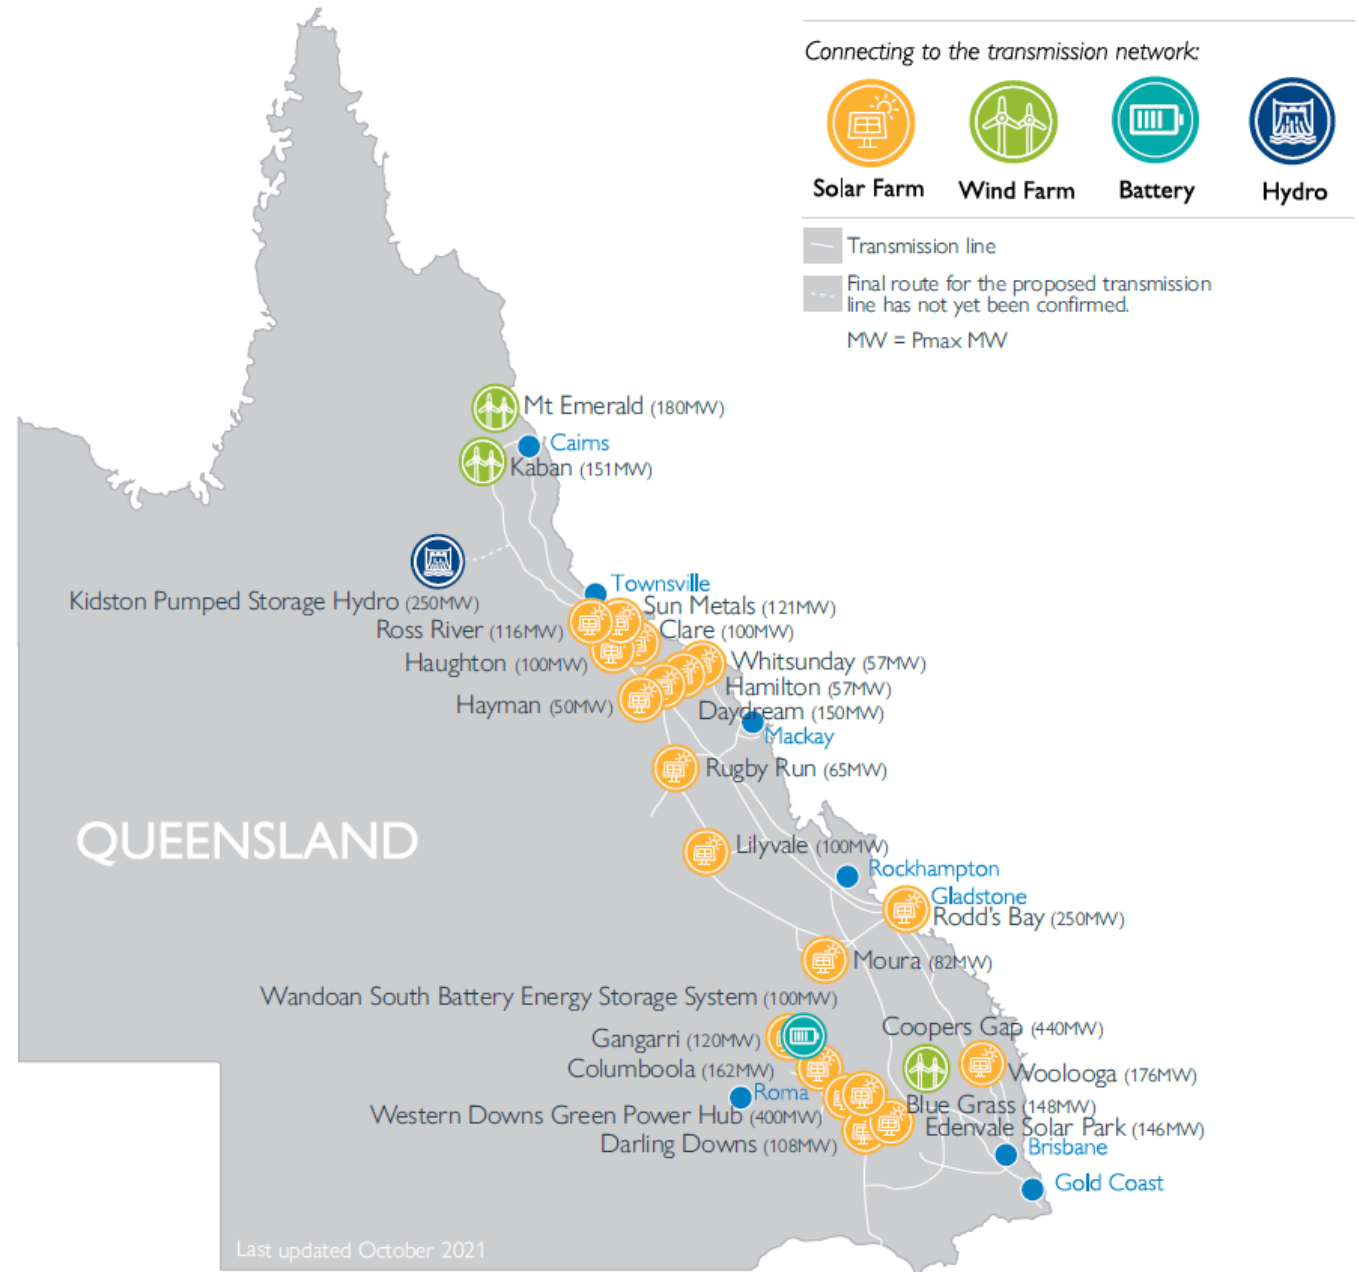 Connecting to the transmission network:
Solar Farm
Wind Farm
Battery
Hydro
Transmission line
Final route for the proposed transmission
line has not yet been confirmed.
MW = Pmax MW
Mt Emerald (180MW)
Cairns
Kaban (151MW)
Townsville
Kidston Pumped Storage Hydro (250MW)
Sun Metals (121MW)
Ross River (116MW)
Clare (100MW)
Haughton (100MW)
Whitsunday (57MW)
Hamilton (57MW)
Hayman (50MW)
Daydream (150MW)
Mackay
Rugby Run (65MW)
QUEENSLAND
Lilyvale (100MW)
Rockhampton
Gladstone
Rodd's Bay (250MW)
Moura (82MW)
Wandoan South Battery Energy Storage System (100MW)
Coopers Gap (440MW)
Gangarri (120MW)
Columboola (162MW)
Woolooga (176MW)
Roma
Blue Grass (148MW)
Western Downs Green Power Hub (400MW)
Edenvale Solar Park (146MW)
Darling Downs (108MW)
Brisbane
Gold Coast
Last updated October 2021